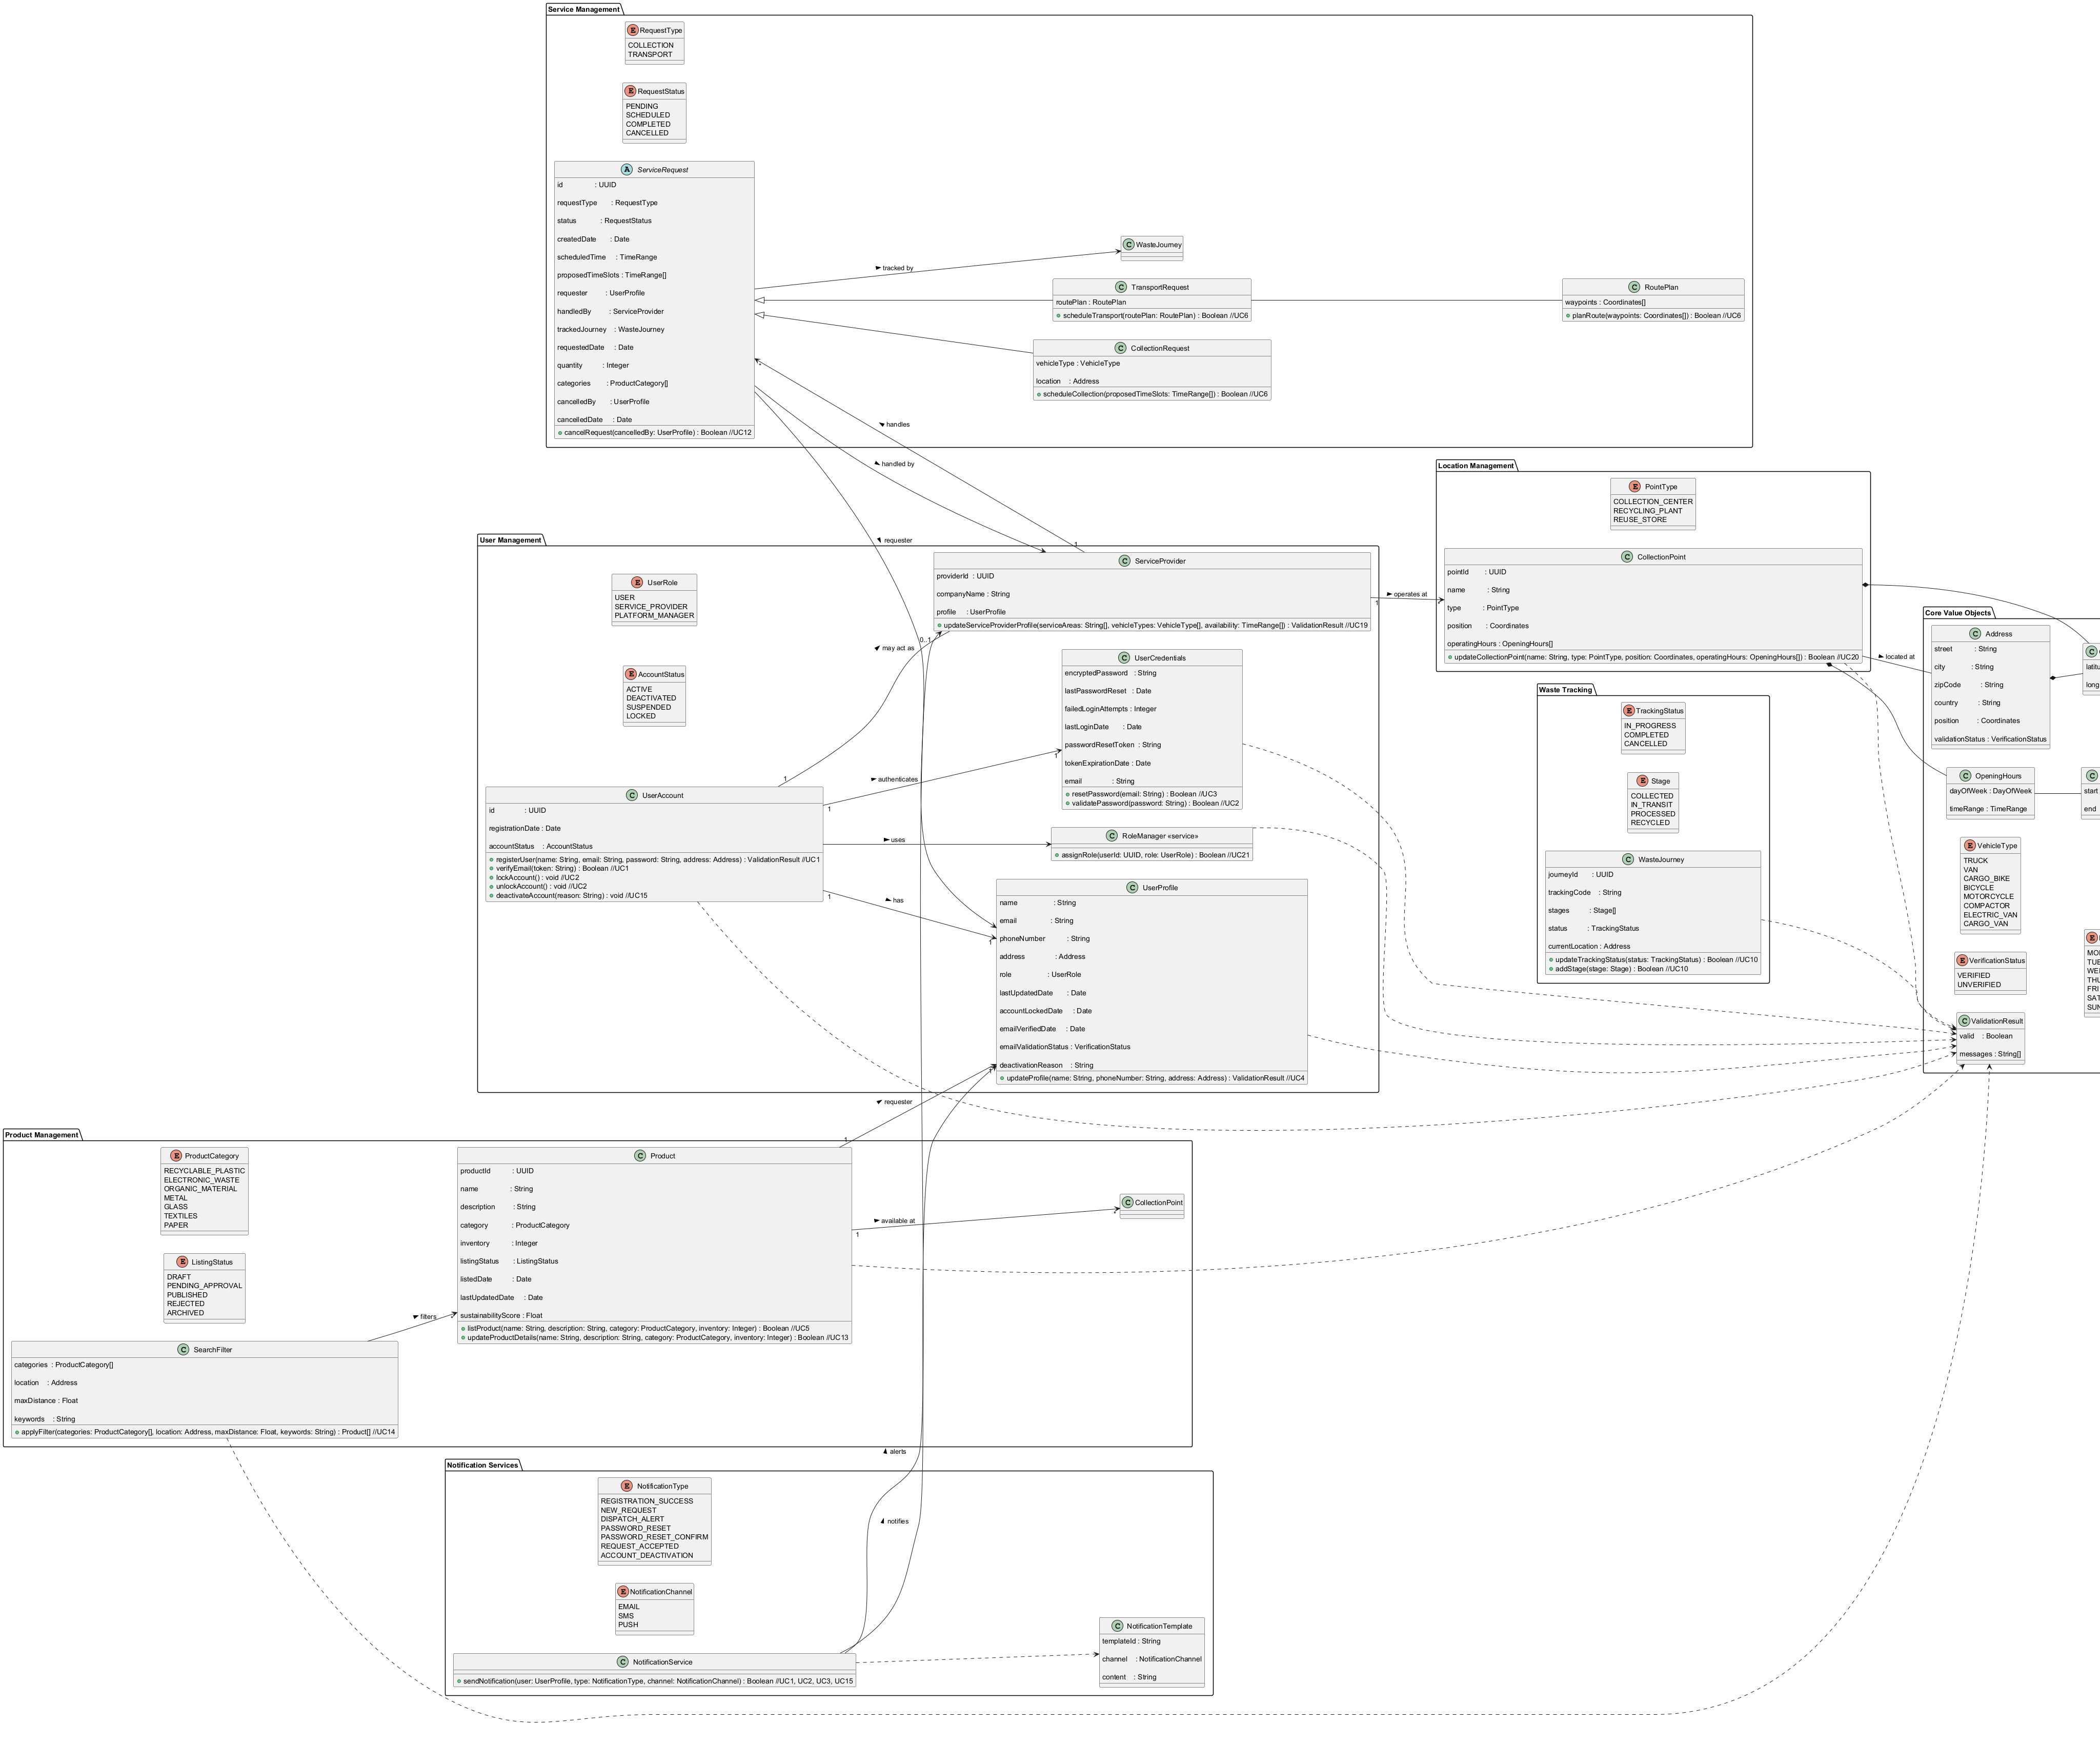 Service Management
E RequestType
COLLECTION
TRANSPORT
E RequestStatus
PENDING
SCHEDULED
COMPLETED
CANCELLED
A ServiceRequest
id : UUID
requestType : RequestType
status : RequestStatus
createdDate : Date
scheduledTime : TimeRange
proposedTimeSlots : TimeRange[]
requester : UserProfile
handledBy : ServiceProvider
trackedJourney : WasteJourney
requestedDate : Date
quantity : Integer
categories : ProductCategory[]
cancelledBy : UserProfile
cancelledDate : Date
cancelRequest(cancelledBy: UserProfile) : Boolean //UC12
tracked by
C WasteJourney
C TransportRequest
routePlan : RoutePlan
scheduleTransport(routePlan: RoutePlan) : Boolean //UC6
C RoutePlan
waypoints : Coordinates[]
planRoute(waypoints: Coordinates[]) : Boolean //UC6
C CollectionRequest
vehicleType : VehicleType
location : Address
scheduleCollection(proposedTimeSlots: TimeRange[]) : Boolean //UC6
*
handles
handled by
requester
1
User Management
E UserRole
USER
SERVICE_PROVIDER
PLATFORM_MANAGER
E AccountStatus
ACTIVE
DEACTIVATED
SUSPENDED
LOCKED
C UserAccount
id : UUID
registrationDate : Date
accountStatus : AccountStatus
registerUser(name: String, email: String, password: String, address: Address) : ValidationResult //UC1
verifyEmail(token: String) : Boolean //UC1
lockAccount() : void //UC2
unlockAccount() : void //UC2
deactivateAccount(reason: String) : void //UC15
1
may act as
0..1
1
authenticates
1
uses
1
has
1
C ServiceProvider
providerId : UUID
companyName : String
profile : UserProfile
updateServiceProviderProfile(serviceAreas: String[], vehicleTypes: VehicleType[], availability: TimeRange[]) : ValidationResult //UC19
C UserCredentials
encryptedPassword : String
lastPasswordReset : Date
failedLoginAttempts : Integer
lastLoginDate : Date
passwordResetToken : String
tokenExpirationDate : Date
email : String
resetPassword(email: String) : Boolean //UC3
validatePassword(password: String) : Boolean //UC2
C RoleManager «service»
assignRole(userId: UUID, role: UserRole) : Boolean //UC21
C UserProfile
name : String
email : String
phoneNumber : String
address : Address
role : UserRole
lastUpdatedDate : Date
accountLockedDate : Date
emailVerifiedDate : Date
emailValidationStatus : VerificationStatus
deactivationReason : String
updateProfile(name: String, phoneNumber: String, address: Address) : ValidationResult //UC4
1
operates at
*
Location Management
E PointType
COLLECTION_CENTER
RECYCLING_PLANT
REUSE_STORE
C CollectionPoint
pointId : UUID
name : String
type : PointType
position : Coordinates
operatingHours : OpeningHours[]
updateCollectionPoint(name: String, type: PointType, position: Coordinates, operatingHours: OpeningHours[]) : Boolean //UC20
located at
Waste Tracking
E TrackingStatus
IN_PROGRESS
COMPLETED
CANCELLED
E Stage
COLLECTED
IN_TRANSIT
PROCESSED
RECYCLED
C WasteJourney
journeyId : UUID
trackingCode : String
stages : Stage[]
status : TrackingStatus
currentLocation : Address
updateTrackingStatus(status: TrackingStatus) : Boolean //UC10
addStage(stage: Stage) : Boolean //UC10
Core Value Objects
C Address
street : String
city : String
zipCode : String
country : String
position : Coordinates
validationStatus : VerificationStatus
C OpeningHours
dayOfWeek : DayOfWeek
timeRange : TimeRange
E VehicleType
TRUCK
VAN
CARGO_BIKE
BICYCLE
MOTORCYCLE
COMPACTOR
ELECTRIC_VAN
CARGO_VAN
E VerificationStatus
VERIFIED
UNVERIFIED
C ValidationResult
valid : Boolean
messages : String[]
start
end
FRI
Product Management
E ProductCategory
RECYCLABLE_PLASTIC
ELECTRONIC_WASTE
ORGANIC_MATERIAL
METAL
GLASS
TEXTILES
PAPER
E ListingStatus
DRAFT
PENDING_APPROVAL
PUBLISHED
REJECTED
ARCHIVED
C SearchFilter
categories : ProductCategory[]
location : Address
maxDistance : Float
keywords : String
applyFilter(categories: ProductCategory[], location: Address, maxDistance: Float, keywords: String) : Product[] //UC14
filters
*
C Product
productId : UUID
name : String
description : String
category : ProductCategory
inventory : Integer
listingStatus : ListingStatus
listedDate : Date
lastUpdatedDate : Date
sustainabilityScore : Float
listProduct(name: String, description: String, category: ProductCategory, inventory: Integer) : Boolean //UC5
updateProductDetails(name: String, description: String, category: ProductCategory, inventory: Integer) : Boolean //UC13
1
requester
1
1
available at
*
C CollectionPoint
Notification Services
E NotificationType
REGISTRATION_SUCCESS
NEW_REQUEST
DISPATCH_ALERT
PASSWORD_RESET
PASSWORD_RESET_CONFIRM
REQUEST_ACCEPTED
ACCOUNT_DEACTIVATION
E NotificationChannel
EMAIL
SMS
PUSH
C NotificationService
sendNotification(user: UserProfile, type: NotificationType, channel: NotificationChannel) : Boolean //UC1, UC2, UC3, UC15
alerts
notifies
C NotificationTemplate
templateId : String
channel : NotificationChannel
content : String